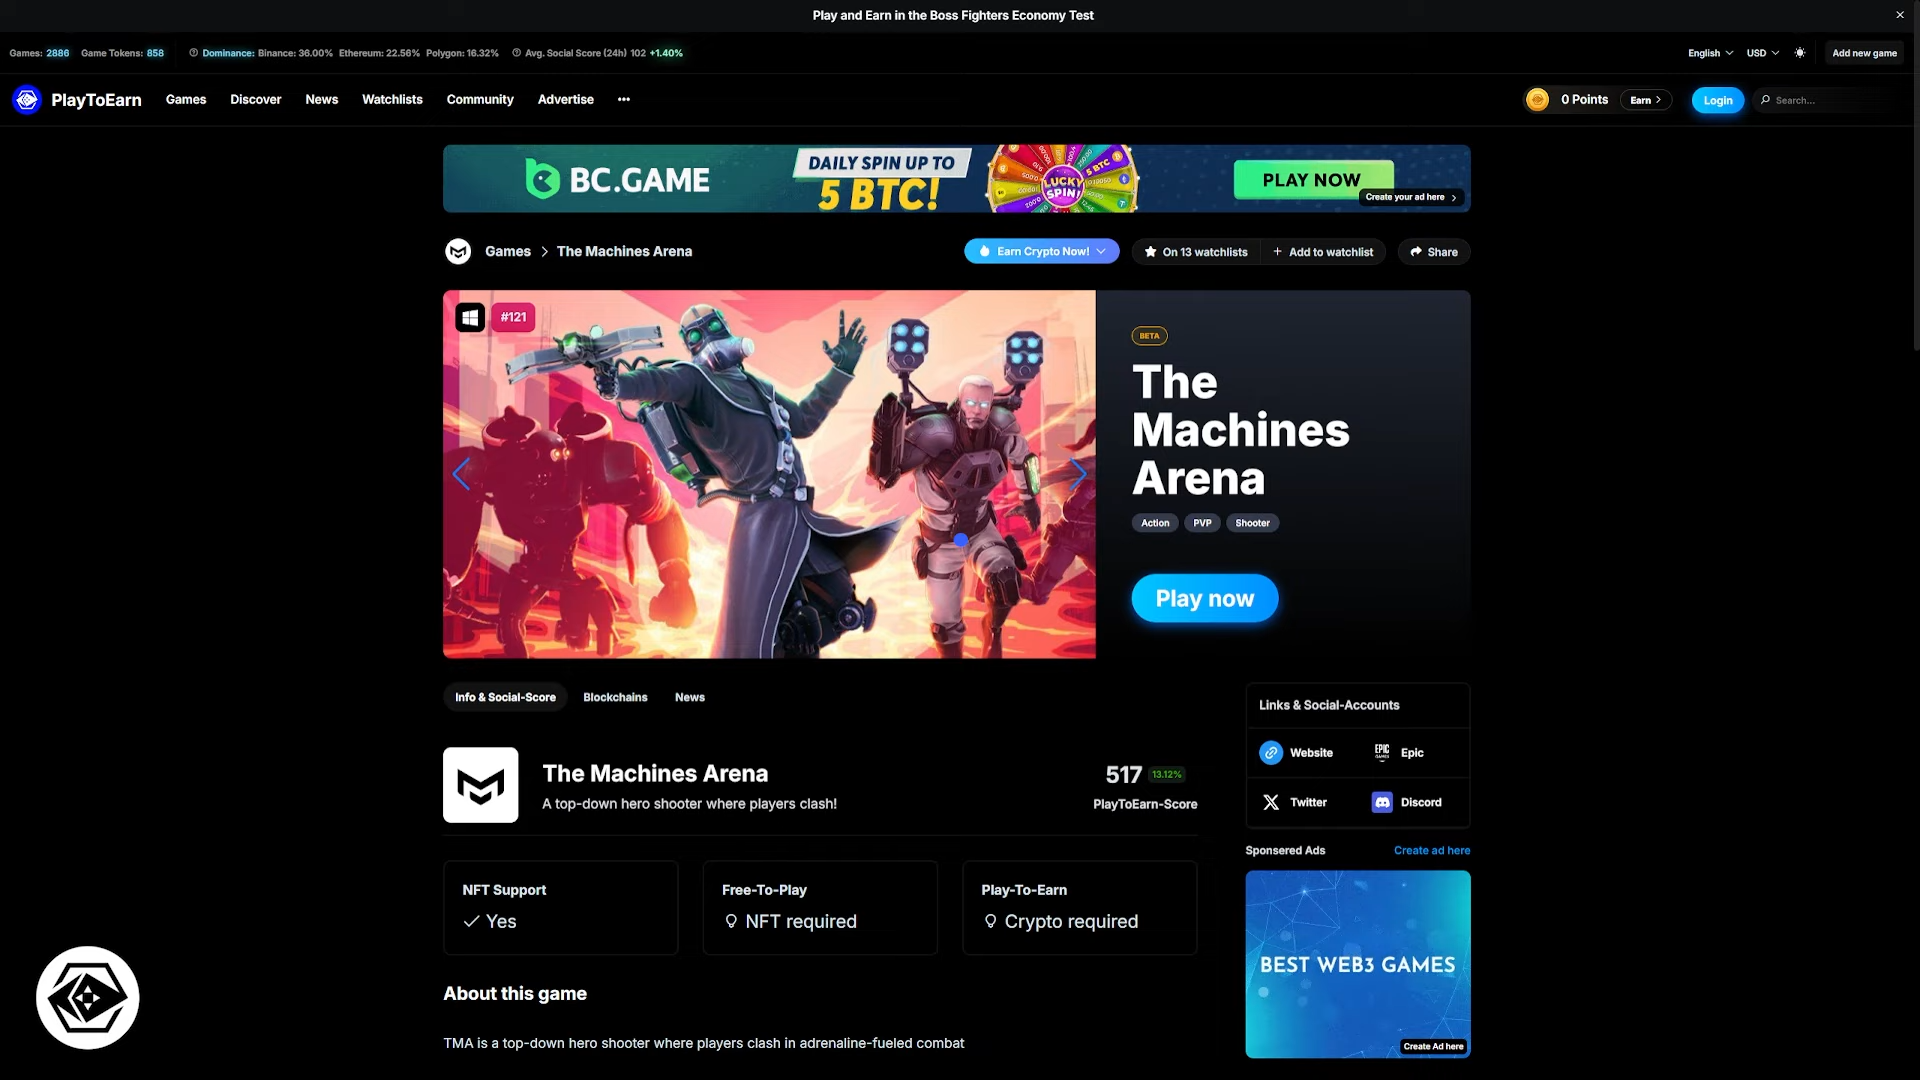 Play and Earn in the Boss Fighters Economy Test
Games: 2886 Game Tokens: 858 Dominance: Binance: 36.00% Ethereum: 22.56% Polygon: 16.32% Avg. Social Score (24h) 102 +1.40%
English USD Add new game
PlayToEarn Games Discover News Watchlists Community Advertise ••• 0 Points Earn Login Search...
BC.GAME DAILY SPIN UP TO 5 BTC! LUCKY SPIN! PLAY NOW
Create your ad here
Games > The Machines Arena Earn Crypto Now! On 13 watchlists + Add to watchlist Share
#121
BETA
The
Machines
Arena
Action PVP Shooter
Play now
Info & Social-Score Blockchains News
The Machines Arena
A top-down hero shooter where players clash!
517 13.12%
PlayToEarn-Score
NFT Support
Yes
Free-To-Play
NFT required
Play-To-Earn
Crypto required
About this game
TMA is a top-down hero shooter where players clash in adrenaline-fueled combat
Links & Social-Accounts
Website EPIC GAMES Epic
Twitter Discord
Sponsered Ads Create ad here
BEST WEB3 GAMES
Create Ad here